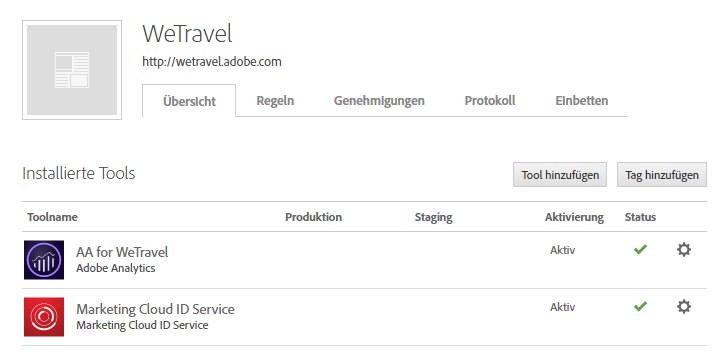 WeTravel
http://wetravel.adobe.com
Übersicht Regeln Genehmigungen Protokoll Einbetten
Installierte Tools Tool hinzufügen Tag hinzufügen
Toolname Produktion Staging Aktivierung Status
AA for WeTravel Aktiv
Adobe Analytics
Marketing Cloud ID Service Aktiv
Marketing Cloud ID Service